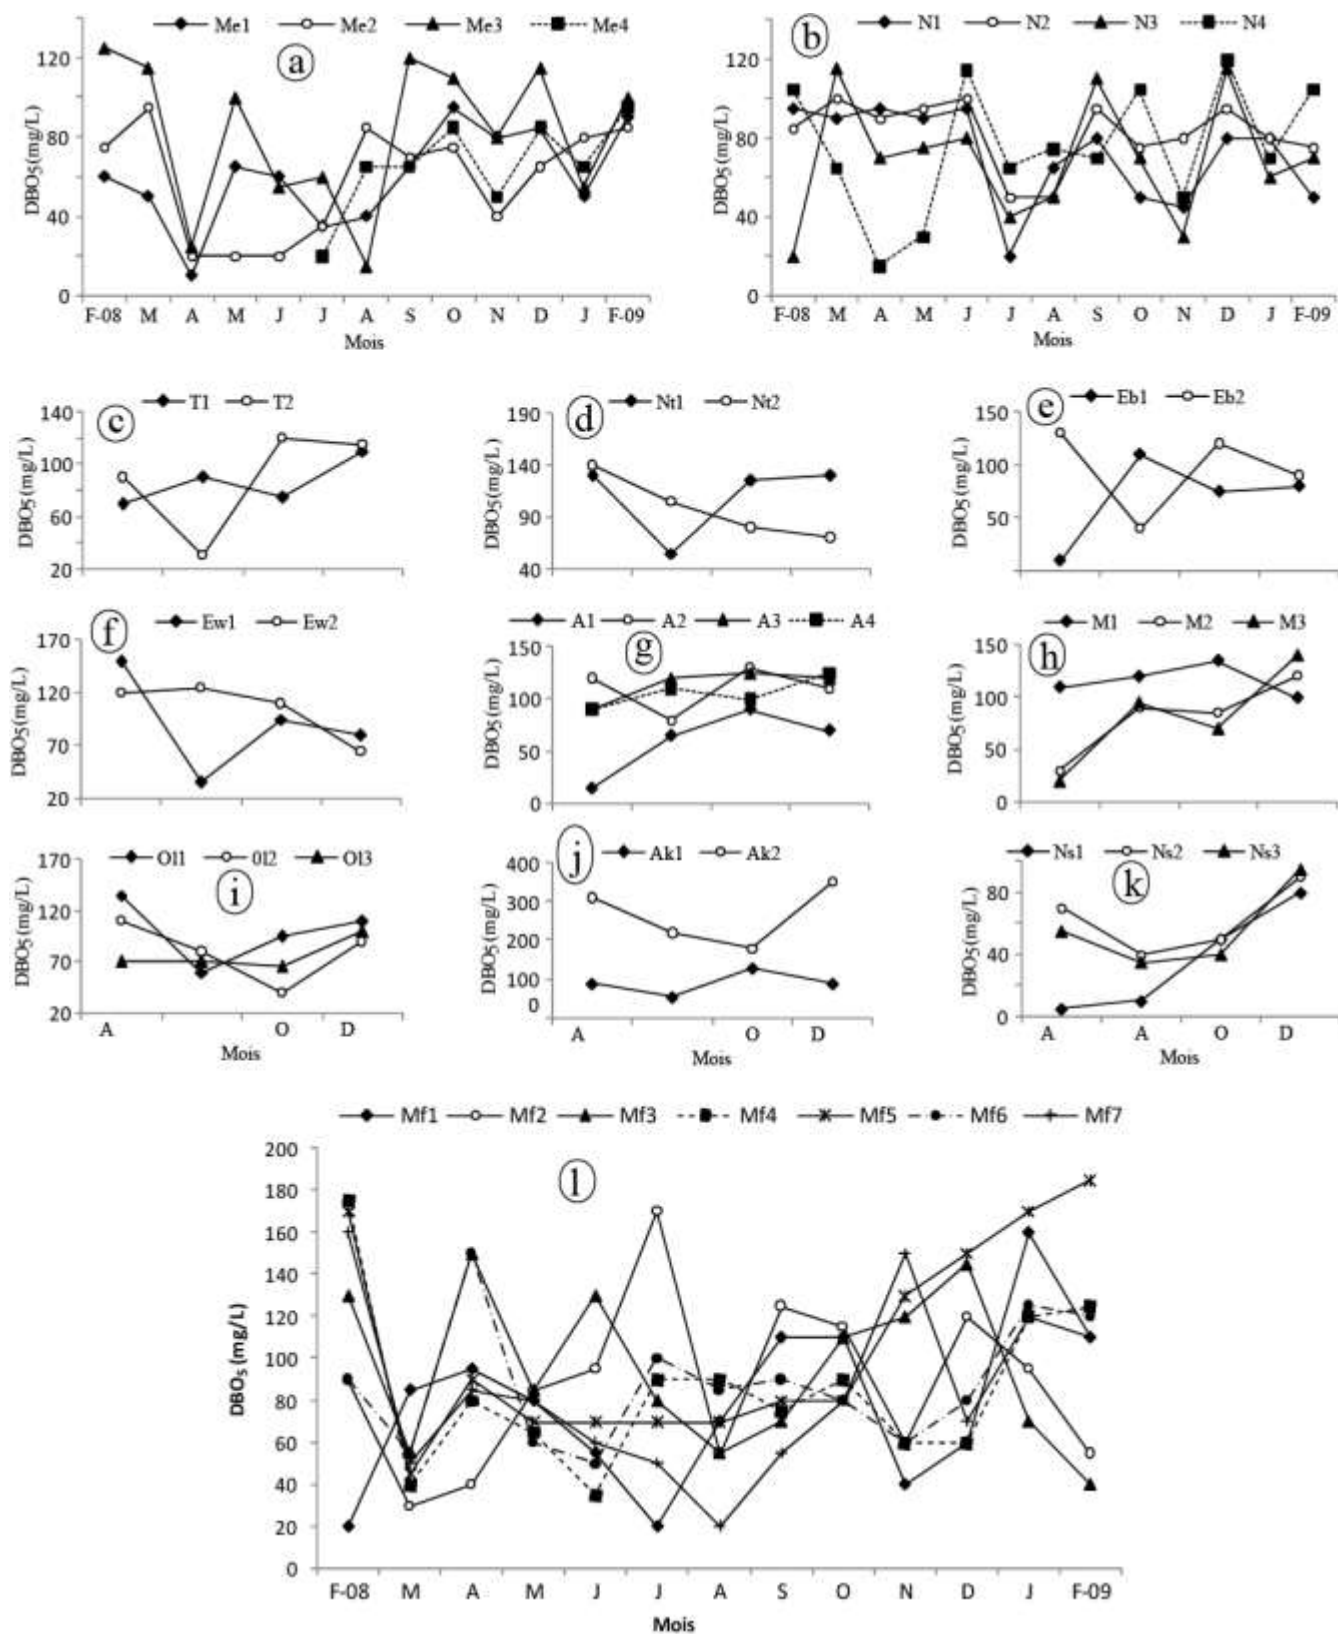 Me1 Me2 Me3 Me4
a
DBO5(mg/L)
120
80
40
0
F-08 M A M J J A S O N D J F-09
Mois
N1 N2 N3 N4
b
DBO5(mg/L)
120
80
40
0
F-08 M A M J J A S O N D J F-09
Mois
T1 T2
c
DBO5(mg/L)
140
100
60
20
Nt1 Nt2
d
DBO5(mg/L)
190
140
90
40
Eb1 Eb2
e
DBO5(mg/L)
150
100
50
Ew1 Ew2
f
DBO5(mg/L)
170
120
70
20
A1 A2 A3 A4
g
DBO5(mg/L)
150
100
50
0
M1 M2 M3
h
DBO5(mg/L)
150
100
50
0
Ol1 0l2 Ol3
i
DBO5(mg/L)
170
120
70
20
A O D
Mois
Ak1 Ak2
j
DBO5(mg/L)
400
300
200
100
0
A O D
Mois
Ns1 Ns2 Ns3
k
DBO5(mg/L)
80
40
0
A A O D
Mois
Mf1 Mf2 Mf3 Mf4 Mf5 Mf6 Mf7
l
DBO5 (mg/L)
200
180
160
140
120
100
80
60
40
20
0
F-08 M A M J J A S O N D J F-09
Mois